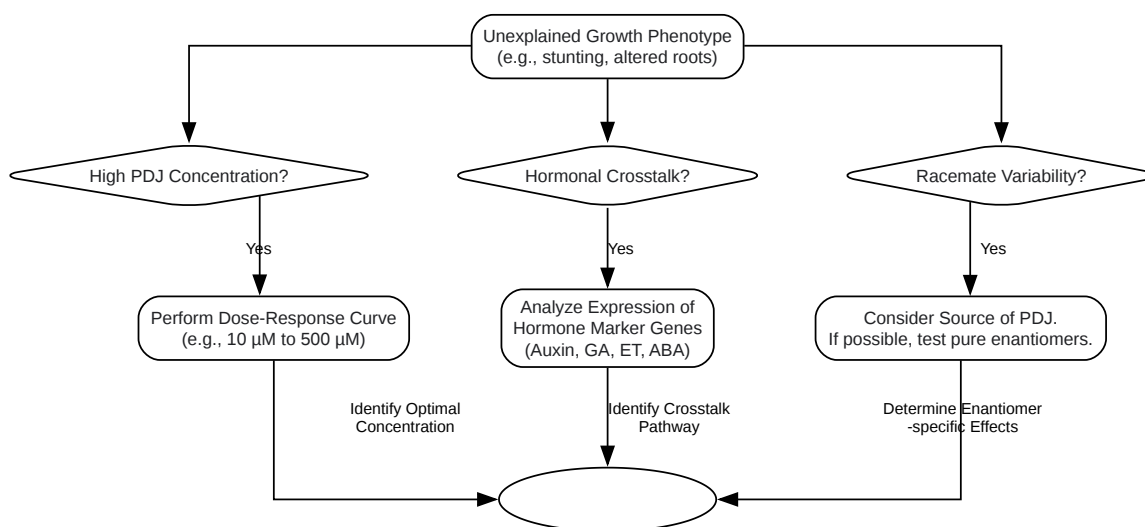 Unexplained Growth Phenotype
(e.g., stunting, altered roots)
High PDJ Concentration?
Hormonal Crosstalk?
Racemate Variability?
Yes
Yes
Yes
Perform Dose-Response Curve
(e.g., 10 µM to 500 µM)
Analyze Expression of
Hormone Marker Genes
(Auxin, GA, ET, ABA)
Consider Source of PDJ.
If possible, test pure enantiomers.
Identify Optimal
Concentration
Identify Crosstalk
Pathway
Determine Enantiomer
-specific Effects